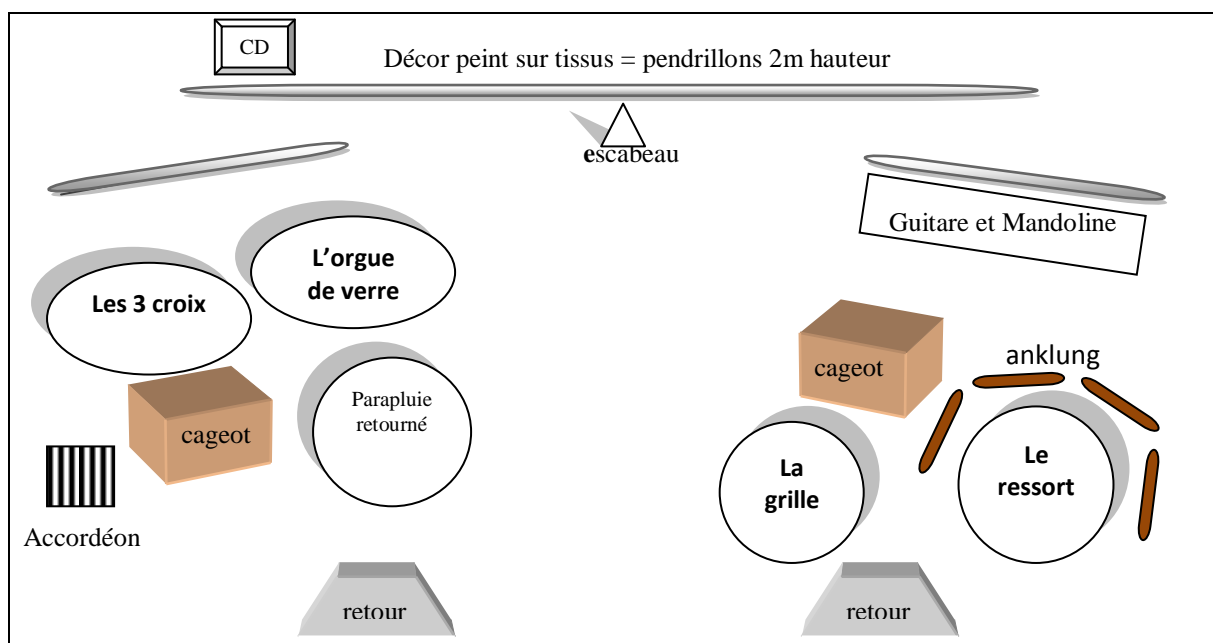 CD
Décor peint sur tissus = pendrillons 2m hauteur
escabeau
Guitare et Mandoline
L’orgue
de verre
Les 3 croix
cageot
anklung
Parapluie
retourné
cageot
La
grille
Le
ressort
Accordéon
retour
retour